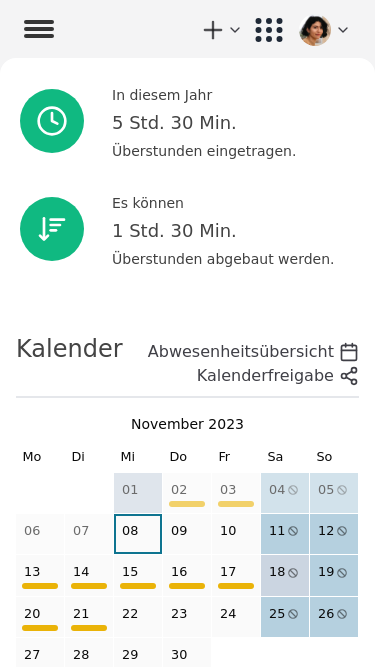 In diesem Jahr
5 Std. 30 Min.
Überstunden eingetragen.
Es können
1 Std. 30 Min.
Überstunden abgebaut werden.
Kalender
Abwesenheitsübersicht
Kalenderfreigabe
November 2023
Mo Di Mi Do Fr Sa So
01 02 03 04 05
06 07 08 09 10 11 12
13 14 15 16 17 18 19
20 21 22 23 24 25 26
27 28 29 30